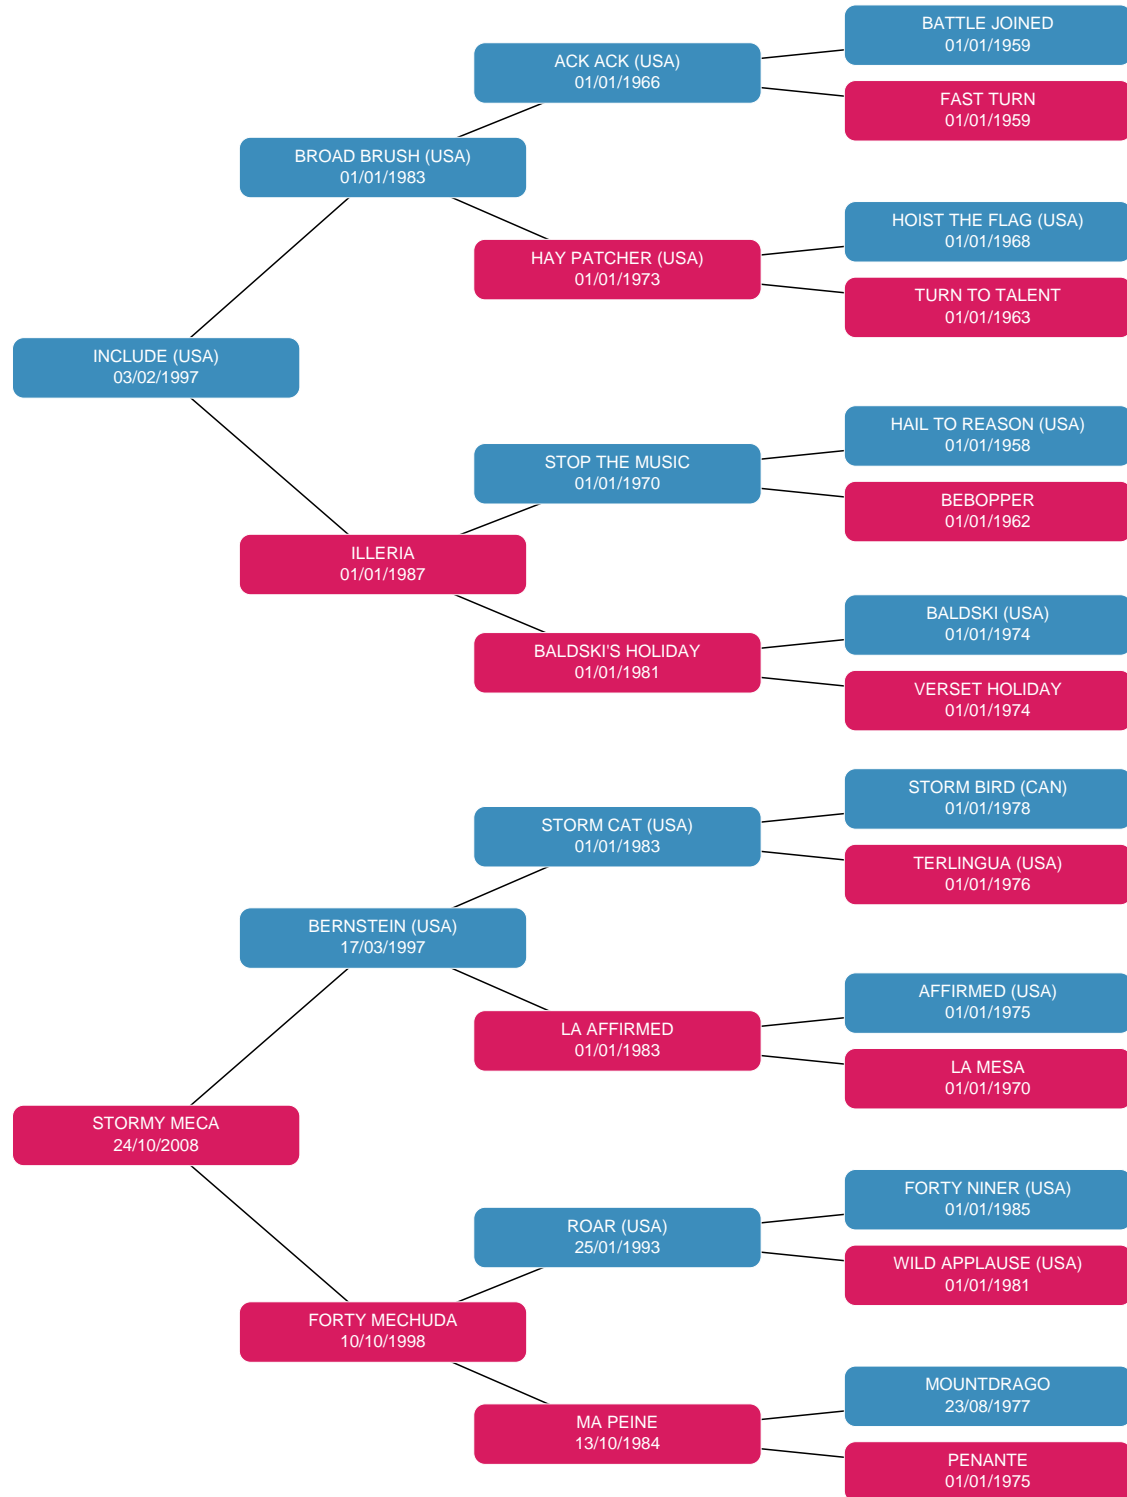 BATTLE JOINED
01/01/1959
ACK ACK (USA)
01/01/1966
FAST TURN
01/01/1959
BROAD BRUSH (USA)
01/01/1983
HOIST THE FLAG (USA)
01/01/1968
HAY PATCHER (USA)
01/01/1973
TURN TO TALENT
01/01/1963
INCLUDE (USA)
03/02/1997
HAIL TO REASON (USA)
01/01/1958
STOP THE MUSIC
01/01/1970
BEBOPPER
01/01/1962
ILLERIA
01/01/1987
BALDSKI (USA)
01/01/1974
BALDSKI'S HOLIDAY
01/01/1981
VERSET HOLIDAY
01/01/1974
STORM BIRD (CAN)
01/01/1978
STORM CAT (USA)
01/01/1983
TERLINGUA (USA)
01/01/1976
BERNSTEIN (USA)
17/03/1997
AFFIRMED (USA)
01/01/1975
LA AFFIRMED
01/01/1983
LA MESA
01/01/1970
STORMY MECA
24/10/2008
FORTY NINER (USA)
01/01/1985
ROAR (USA)
25/01/1993
WILD APPLAUSE (USA)
01/01/1981
FORTY MECHUDA
10/10/1998
MOUNTDRAGO
23/08/1977
MA PEINE
13/10/1984
PENANTE
01/01/1975